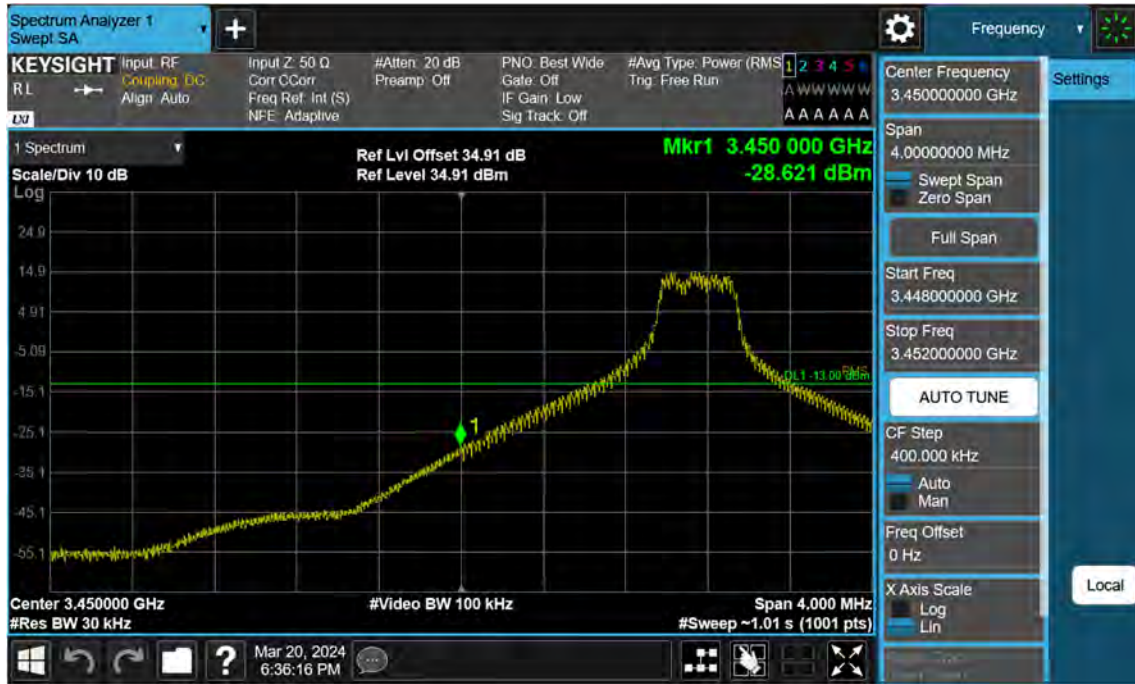 Spectrum Analyzer 1
Swept SA
Frequency
KEYSIGHT
RL
LXI
Input: RF
Coupling: DC
Align: Auto
Input Z: 50 Ω
Corr CCorr
Freq Ref: Int (S)
NFE: Adaptive
#Atten: 20 dB
Preamp: Off
PNO: Best Wide
Gate: Off
IF Gain: Low
Sig Track: Off
#Avg Type: Power (RMS
Trig: Free Run
1 2 3 4 5 6
A W W W W W
A A A A A A
1 Spectrum
Scale/Div 10 dB
Ref Lvl Offset 34.91 dB
Ref Level 34.91 dBm
Mkr1 3.450 000 GHz
-28.621 dBm
Log
24.9
14.9
4.91
-5.09
-15.1
-25.1
-35.1
-45.1
-55.1
1
RMS
DL1 -13.00 dBm
Center 3.450000 GHz
#Res BW 30 kHz
#Video BW 100 kHz
Span 4.000 MHz
#Sweep ~1.01 s (1001 pts)
Mar 20, 2024
6:36:16 PM
?
Center Frequency
3.450000000 GHz
Span
4.00000000 MHz
Swept Span
Zero Span
Full Span
Start Freq
3.448000000 GHz
Stop Freq
3.452000000 GHz
AUTO TUNE
CF Step
400.000 kHz
Auto
Man
Freq Offset
0 Hz
X Axis Scale
Log
Lin
Settings
Local